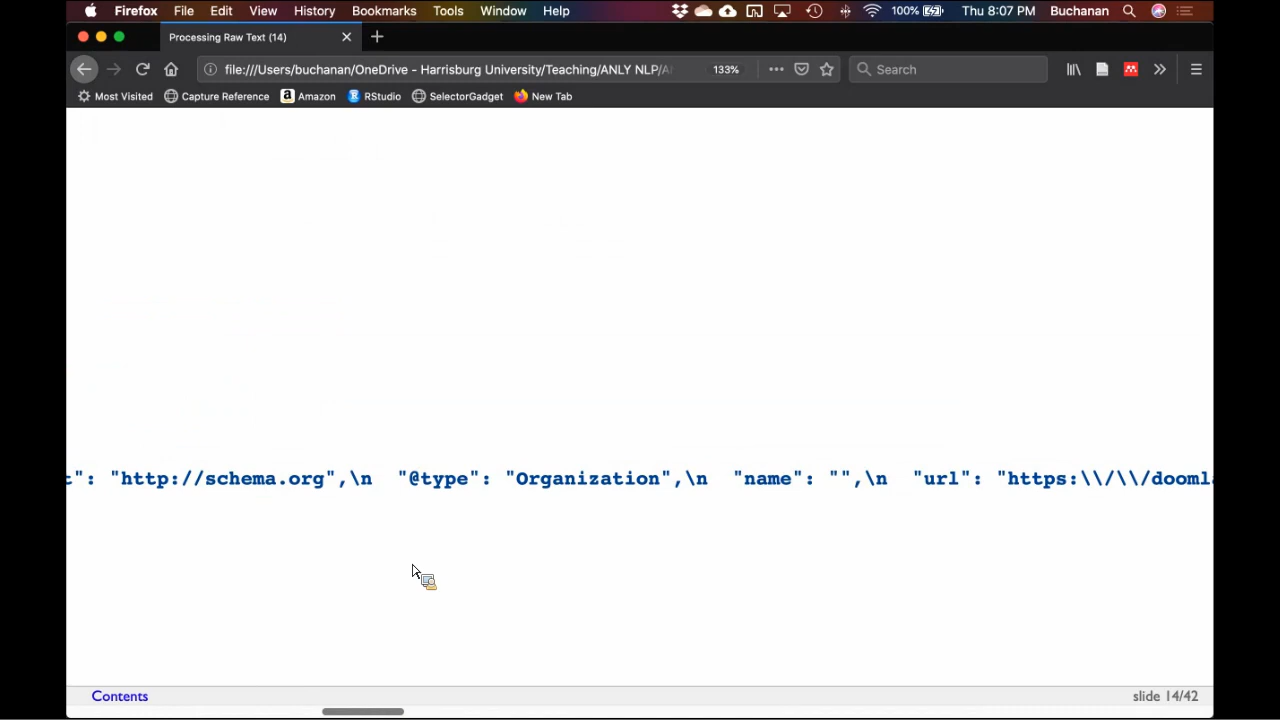 Firefox File Edit View History Bookmarks Tools Window Help 100% Thu 8:07 PM Buchanan
Processing Raw Text (14)
file:///Users/buchanan/OneDrive - Harrisburg University/Teaching/ANLY NLP/A 133% Search
Most Visited Capture Reference Amazon RStudio SelectorGadget New Tab
t": "http://schema.org",\n "@type": "Organization",\n "name": "",\n "url": "https:\\/\\/dooml
Contents slide 14/42